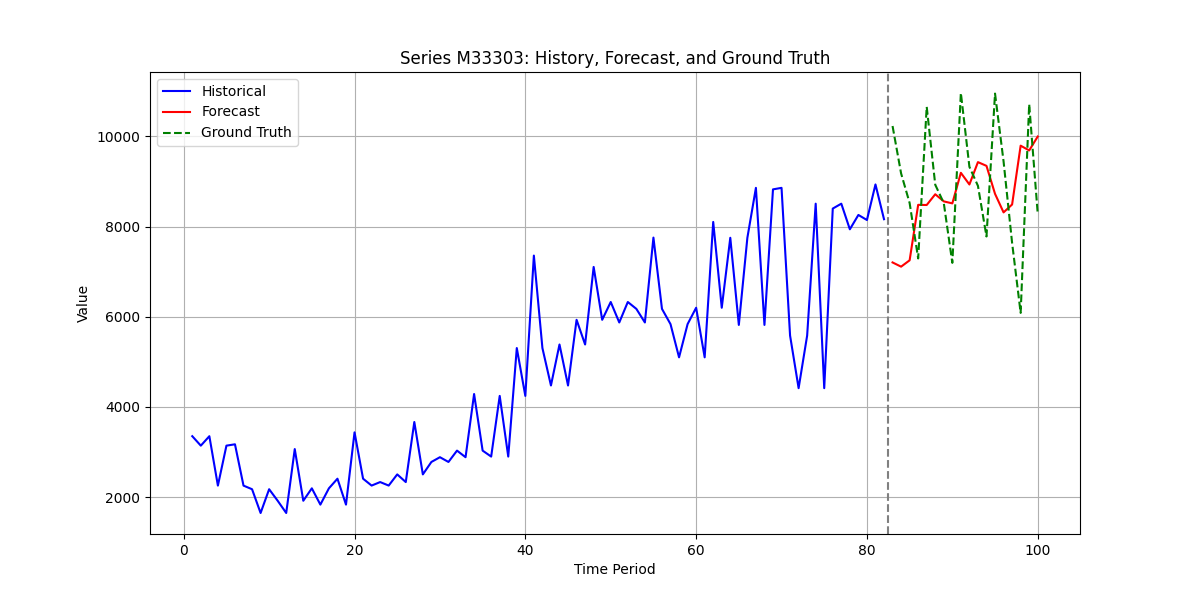 Series M33303: History, Forecast, and Ground Truth
Historical
Forecast
Ground Truth
10000
8000
6000
4000
2000
Value
0 20 40 60 80 100
Time Period